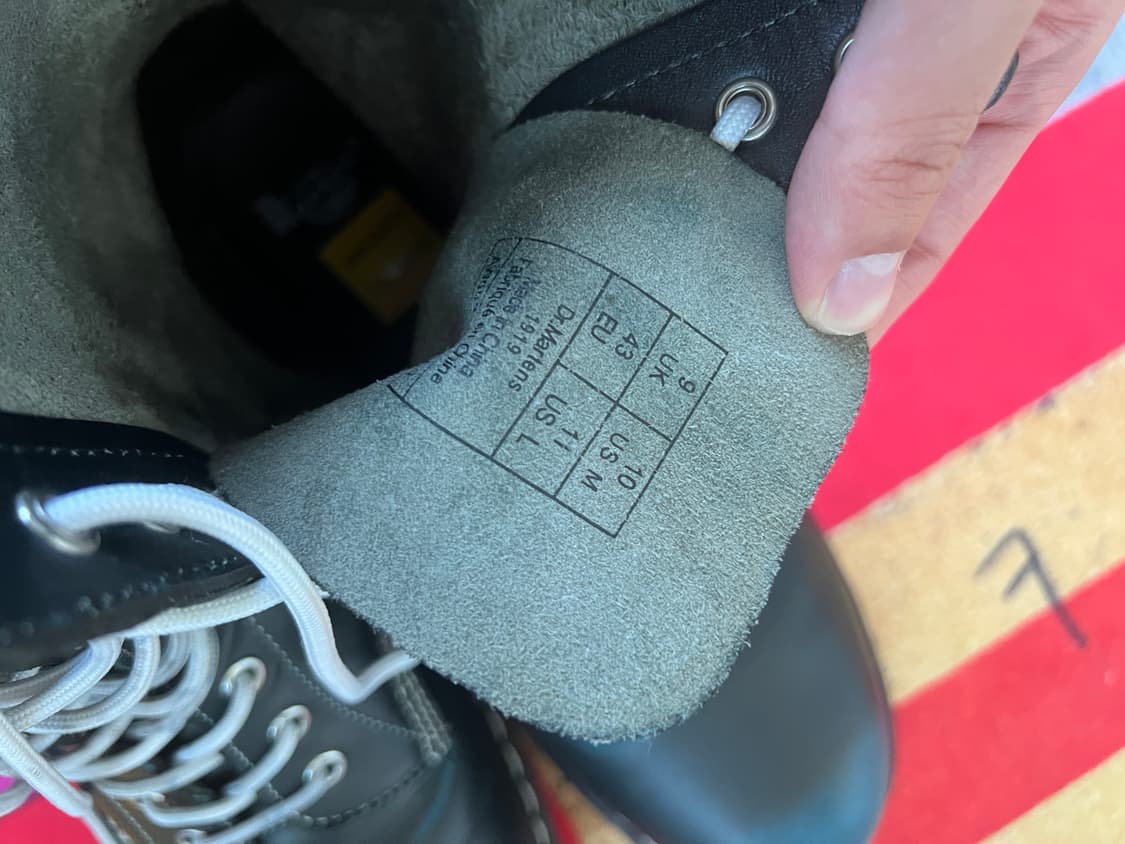 9 10
UK US M
43 11
EU US L
Dr.Martens
1919
Made in China
Fabriqué en Chine
7